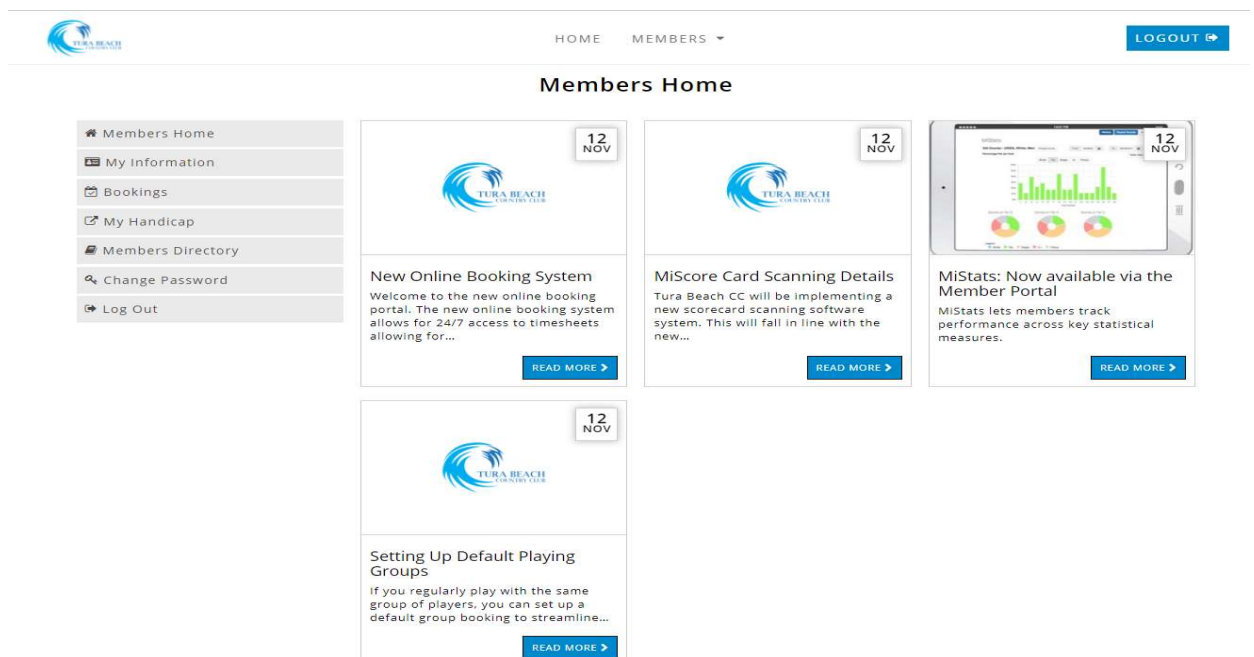 TURA BEACH
COUNTRY CLUB
HOME MEMBERS
LOGOUT
Members Home
Members Home
My Information
Bookings
My Handicap
Members Directory
Change Password
Log Out
12
NOV
TURA BEACH
COUNTRY CLUB
New Online Booking System
Welcome to the new online booking
portal. The new online booking system
allows for 24/7 access to timesheets
allowing for...
READ MORE
12
NOV
TURA BEACH
COUNTRY CLUB
MiScore Card Scanning Details
Tura Beach CC will be implementing a
new scorecard scanning software
system. This will fall in line with the
new...
READ MORE
12
NOV
MiStats
MiStats: Now available via the
Member Portal
MiStats lets members track
performance across key statistical
measures.
READ MORE
12
NOV
TURA BEACH
COUNTRY CLUB
Setting Up Default Playing
Groups
If you regularly play with the same
group of players, you can set up a
default group booking to streamline...
READ MORE